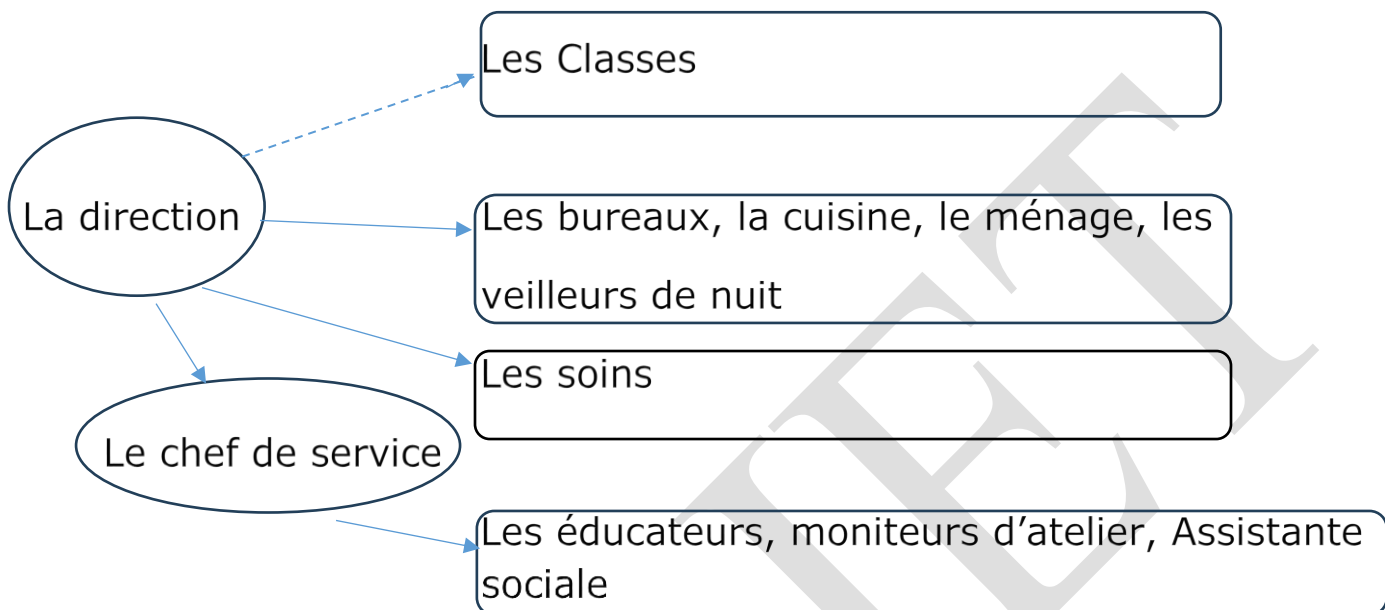 Les Classes
La direction
Les bureaux, la cuisine, le ménage, les
veilleurs de nuit
Les soins
Le chef de service
Les éducateurs, moniteurs d’atelier, Assistante
sociale